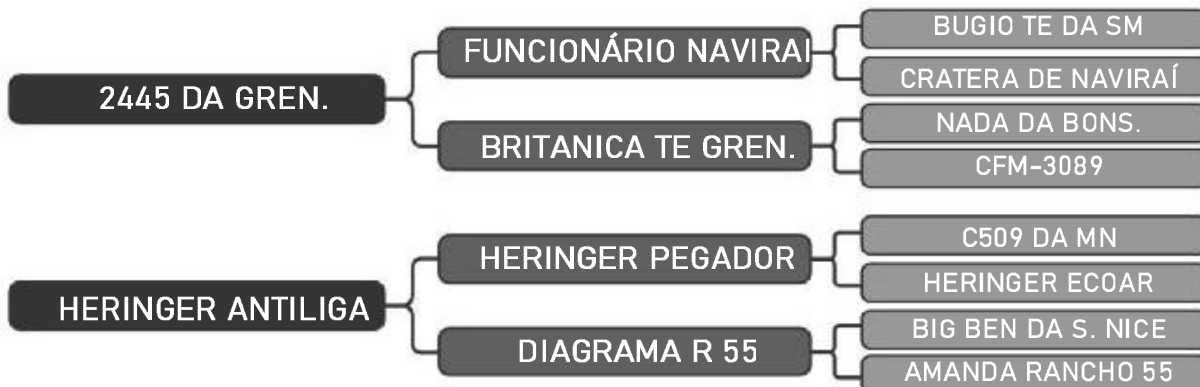 2445 DA GREN.
FUNCIONÁRIO NAVIRAI
BUGIO TE DA SM
CRATERA DE NAVIRAÍ
BRITANICA TE GREN.
NADA DA BONS.
CFM-3089
HERINGER ANTILIGA
HERINGER PEGADOR
C509 DA MN
HERINGER ECOAR
DIAGRAMA R 55
BIG BEN DA S. NICE
AMANDA RANCHO 55